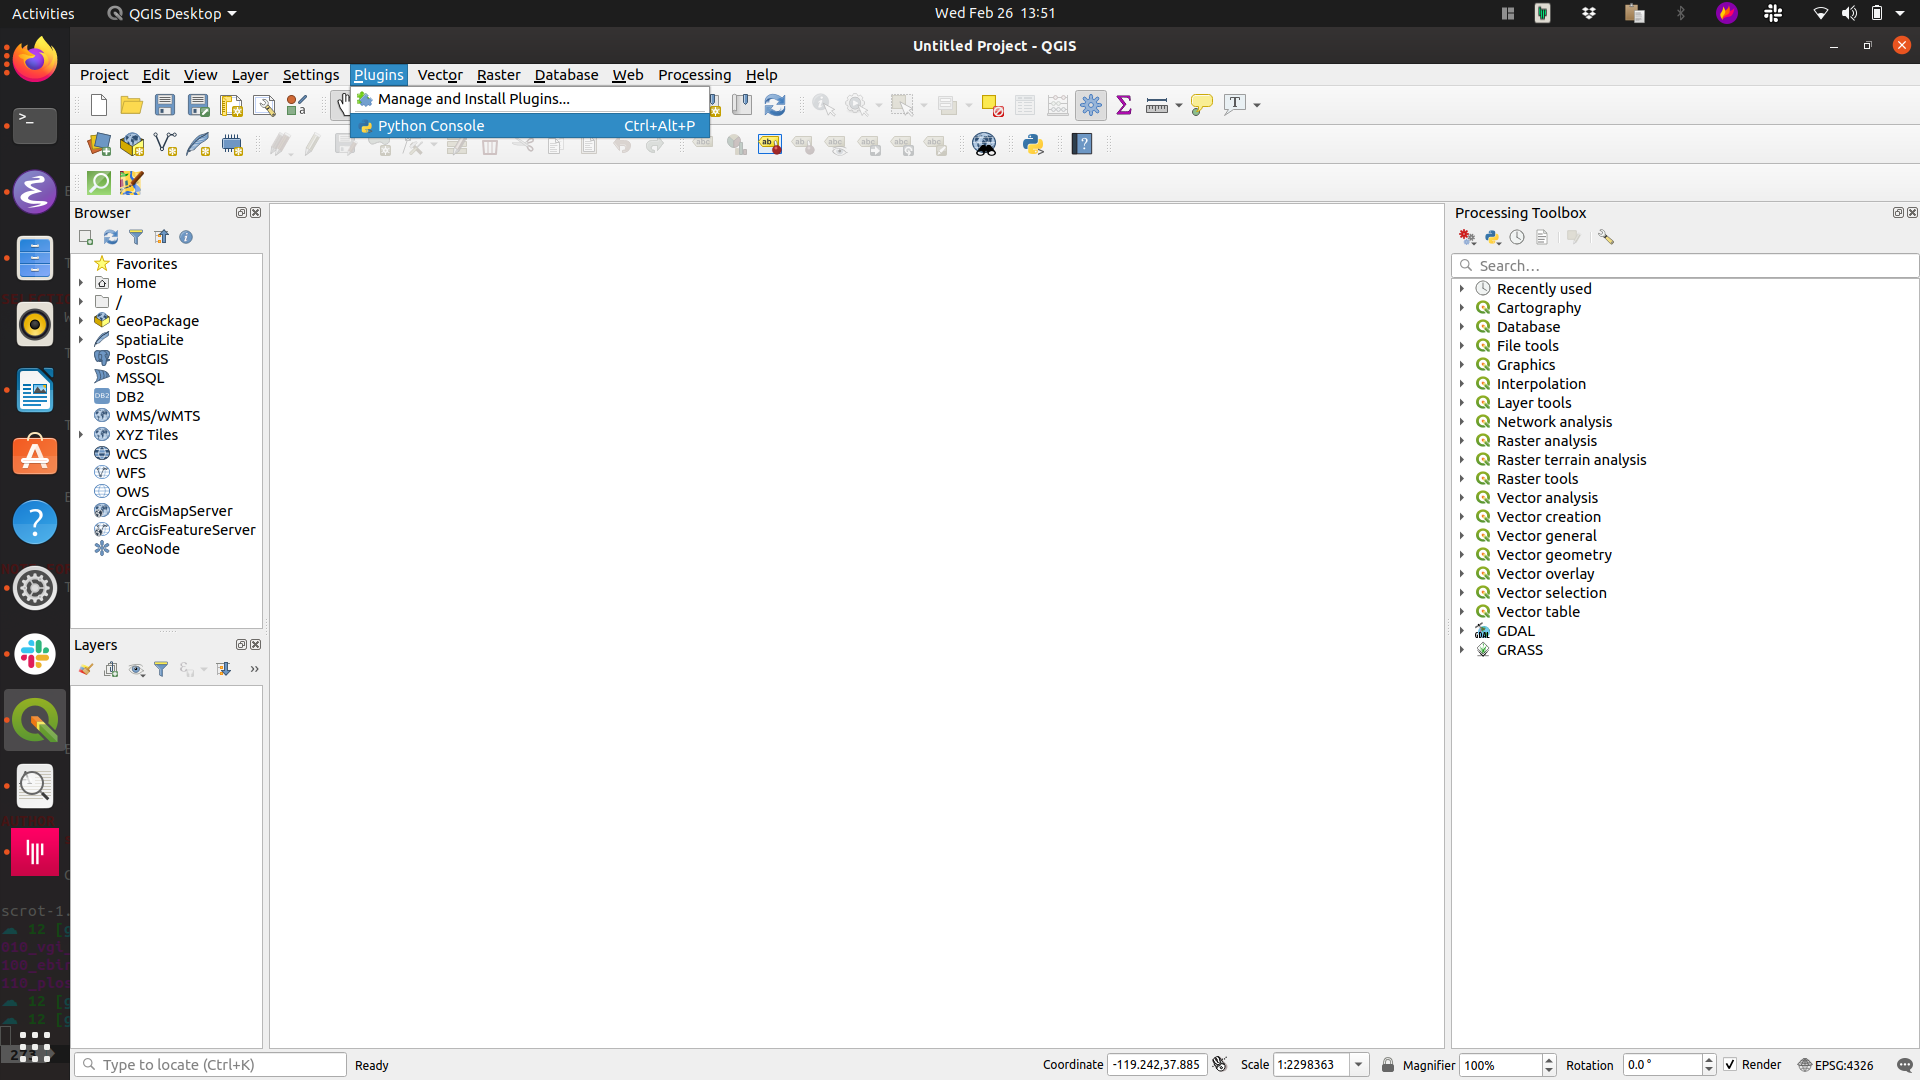 Activities QGIS Desktop Wed Feb 26 13:51
Untitled Project - QGIS
Project Edit View Layer Settings Plugins Vector Raster Database Web Processing Help
Manage and Install Plugins...
Python Console Ctrl+Alt+P
Browser
Favorites
Home
/
GeoPackage
SpatiaLite
PostGIS
MSSQL
DB2
WMS/WMTS
XYZ Tiles
WCS
WFS
OWS
ArcGisMapServer
ArcGisFeatureServer
GeoNode
Layers
Processing Toolbox
Search…
Recently used
Cartography
Database
File tools
Graphics
Interpolation
Layer tools
Network analysis
Raster analysis
Raster terrain analysis
Raster tools
Vector analysis
Vector creation
Vector general
Vector geometry
Vector overlay
Vector selection
Vector table
GDAL
GRASS
scrot-1.
12 [g
12 [g
12 [g
Type to locate (Ctrl+K) Ready Coordinate -119.242,37.885 Scale 1:2298363 Magnifier 100% Rotation 0.0 ° Render EPSG:4326